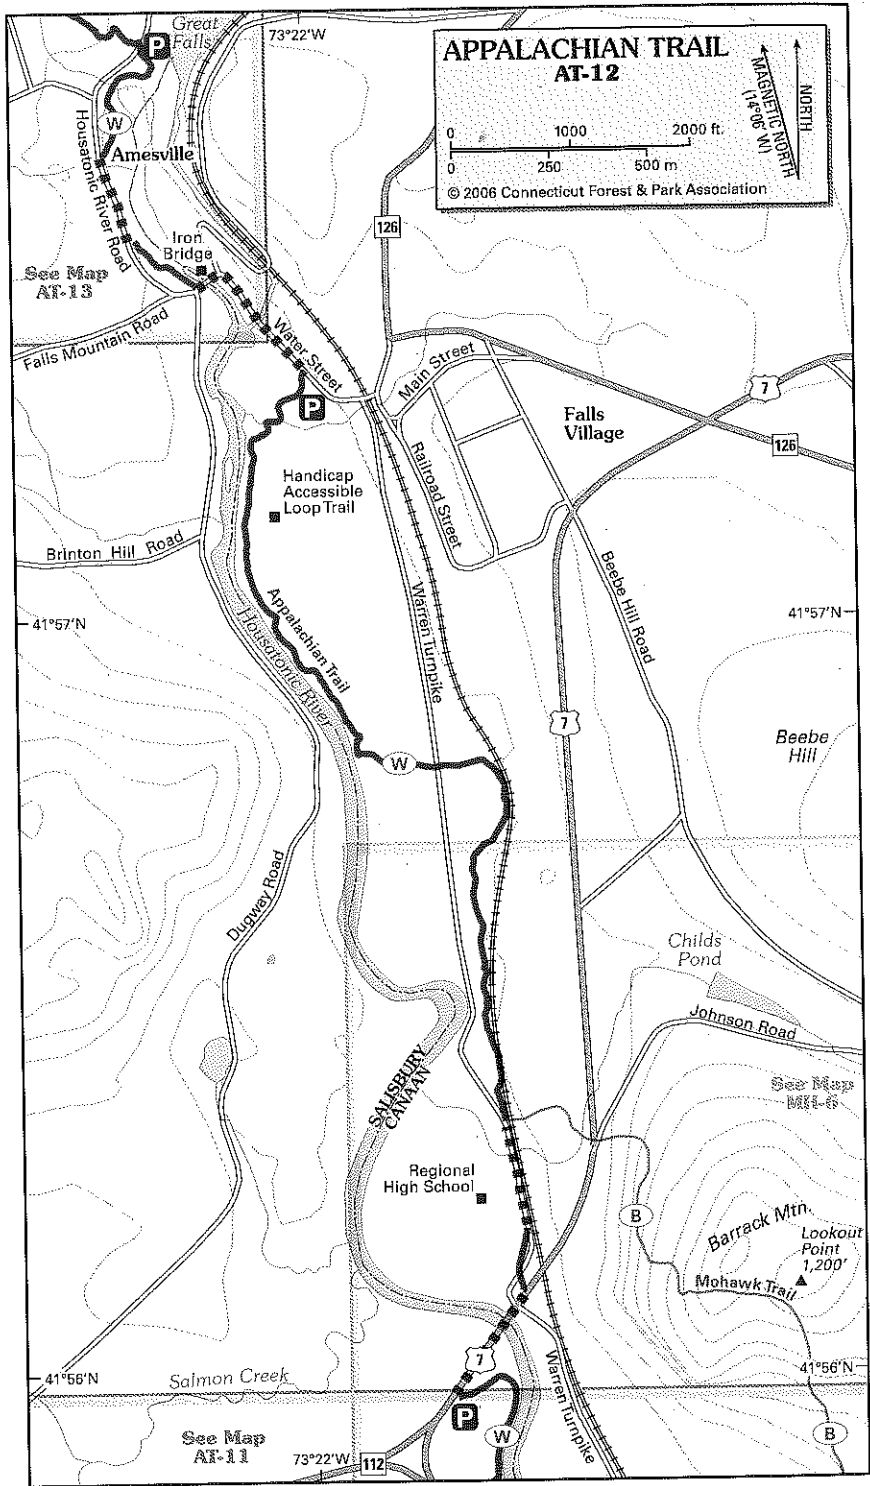 Great
Falls
P
73°22'W
APPALACHIAN TRAIL
AT-12
MAGNETIC NORTH
(14°06' W)
NORTH
0 1000 2000 ft.
0 250 500 m
© 2006 Connecticut Forest & Park Association
W
Amesville
Housatonic River Road
126
Iron
Bridge
See Map
AT-13
Falls Mountain Road
Water Street
Main Street
7
P
Falls
Village
126
Railroad Street
Handicap
Accessible
Loop Trail
Brinton Hill Road
Beebe Hill Road
Warren Turnpike
Appalachian Trail
Housatonic River
41°57'N
41°57'N
7
Beebe
Hill
W
Dugway Road
Childs
Pond
Johnson Road
SALISBURY
CANAAN
See Map
MH-6
Regional
High School
B
Barrack Mtn.
Lookout
Point
1,200'
Mohawk Trail
7
41°56'N
Salmon Creek
41°56'N
Warren Turnpike
P
See Map
AT-11
W
B
73°22'W
112